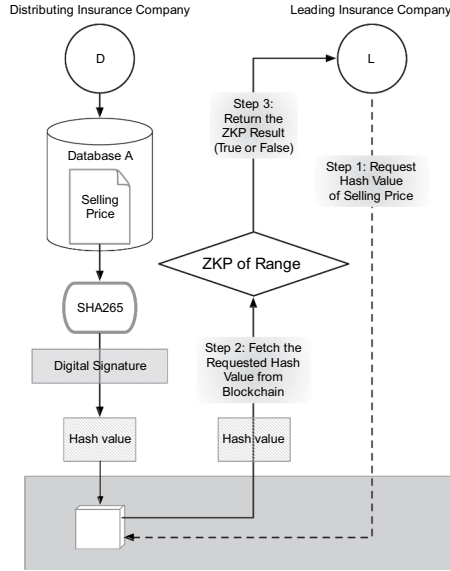 Distributing Insurance Company
Leading Insurance Company
D
L
Step 3:
Return the
ZKP Result
(True or False)
Database A
Selling
Price
Step 1: Request
Hash Value
of Selling Price
ZKP of Range
SHA265
Step 2: Fetch the
Requested Hash
Value from
Blockchain
Digital Signature
Hash value
Hash value